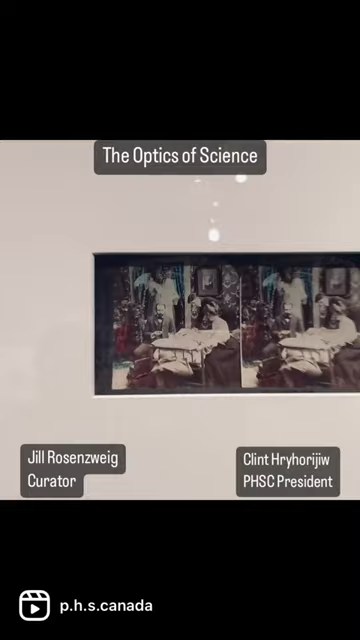 The Optics of Science
Jill Rosenzweig
Curator
Clint Hryhorijiw
PHSC President
p.h.s.canada